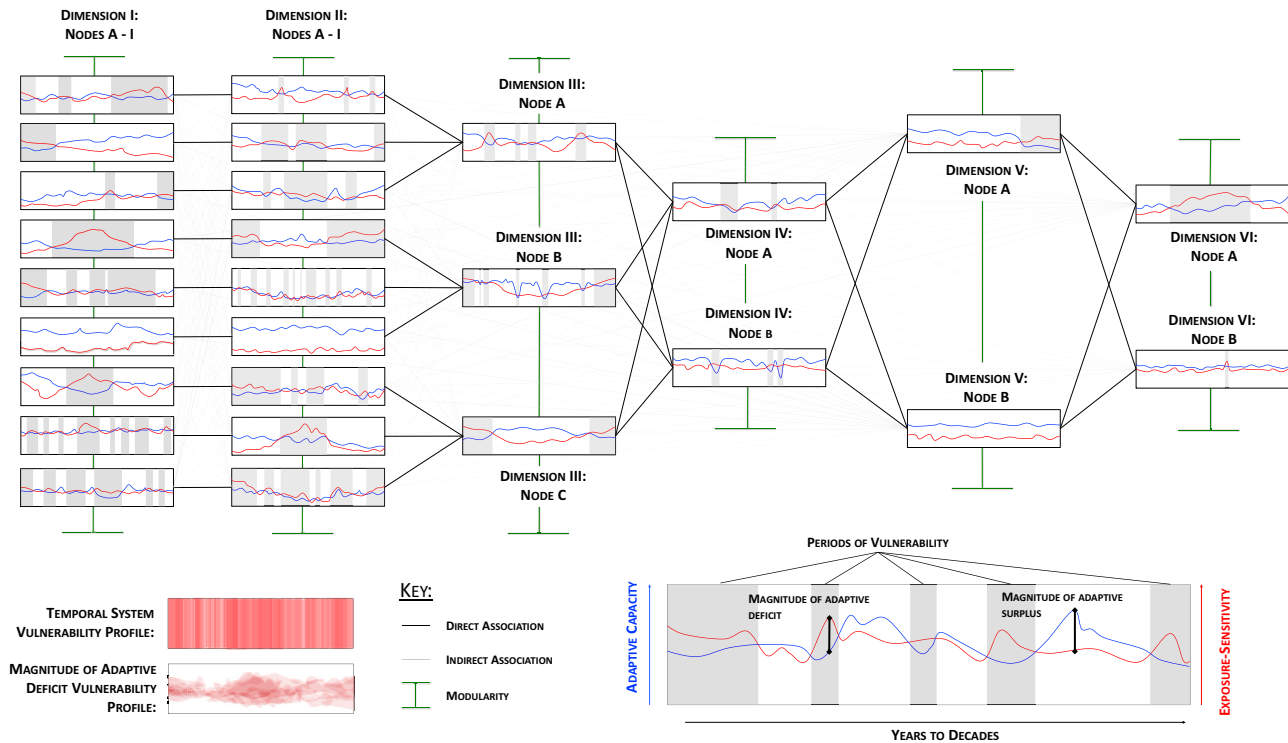 DIMENSION I:
NODES A - I
DIMENSION II:
NODES A - I
DIMENSION III:
NODE A
DIMENSION III:
NODE B
DIMENSION III:
NODE C
DIMENSION IV:
NODE A
DIMENSION IV:
NODE B
DIMENSION V:
NODE A
DIMENSION V:
NODE B
DIMENSION VI:
NODE A
DIMENSION VI:
NODE B
TEMPORAL SYSTEM
VULNERABILITY PROFILE:
MAGNITUDE OF ADAPTIVE
DEFICIT VULNERABILITY
PROFILE:
KEY:
DIRECT ASSOCIATION
INDIRECT ASSOCIATION
MODULARITY
PERIODS OF VULNERABILITY
ADAPTIVE CAPACITY
MAGNITUDE OF ADAPTIVE
DEFICIT
MAGNITUDE OF ADAPTIVE
SURPLUS
EXPOSURE-SENSITIVITY
YEARS TO DECADES